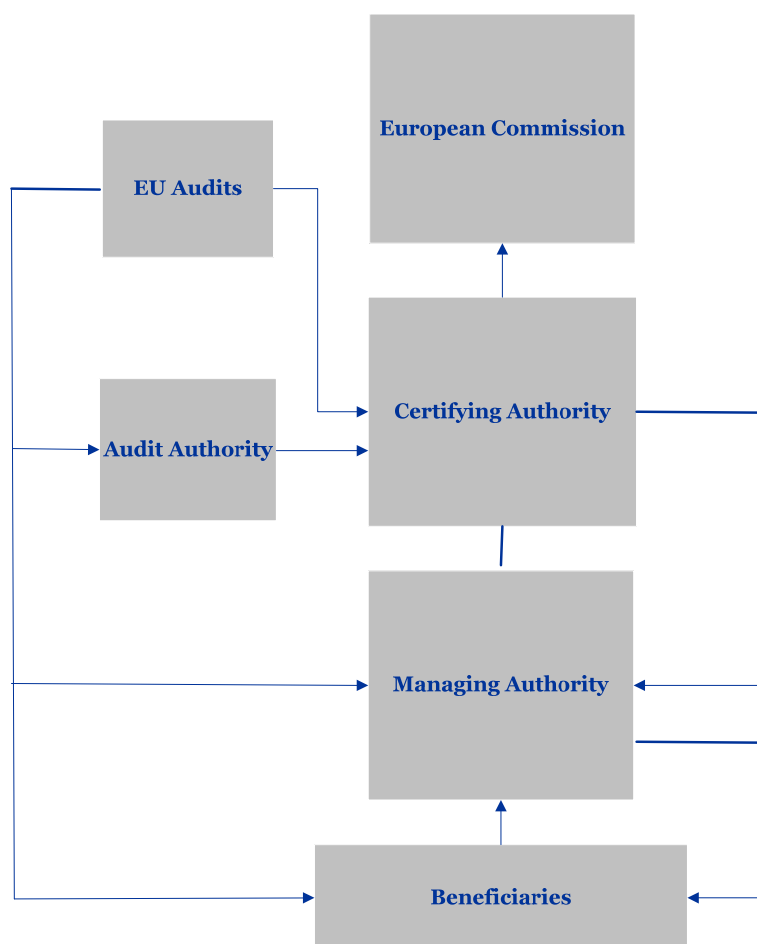 European Commission
EU Audits
Certifying Authority
Audit Authority
Managing Authority
Beneficiaries